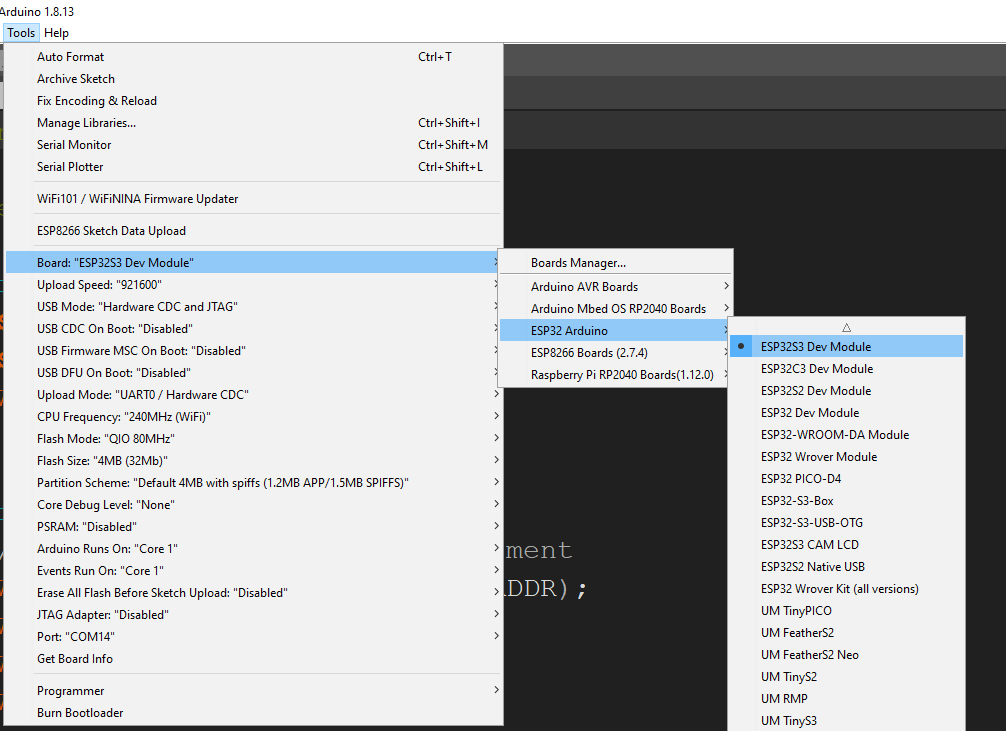 Arduino 1.8.13
Tools Help
Auto Format Ctrl+T
Archive Sketch
Fix Encoding & Reload
Manage Libraries... Ctrl+Shift+I
Serial Monitor Ctrl+Shift+M
Serial Plotter Ctrl+Shift+L
WiFi101 / WiFiNINA Firmware Updater
ESP8266 Sketch Data Upload
Board: "ESP32S3 Dev Module"
Upload Speed: "921600"
USB Mode: "Hardware CDC and JTAG"
USB CDC On Boot: "Disabled"
USB Firmware MSC On Boot: "Disabled"
USB DFU On Boot: "Disabled"
Upload Mode: "UART0 / Hardware CDC"
CPU Frequency: "240MHz (WiFi)"
Flash Mode: "QIO 80MHz"
Flash Size: "4MB (32Mb)"
Partition Scheme: "Default 4MB with spiffs (1.2MB APP/1.5MB SPIFFS)"
Core Debug Level: "None"
PSRAM: "Disabled"
Arduino Runs On: "Core 1"
Events Run On: "Core 1"
Erase All Flash Before Sketch Upload: "Disabled"
JTAG Adapter: "Disabled"
Port: "COM14"
Get Board Info
Programmer
Burn Bootloader
Boards Manager...
Arduino AVR Boards
Arduino Mbed OS RP2040 Boards
ESP32 Arduino
ESP8266 Boards (2.7.4)
Raspberry Pi RP2040 Boards(1.12.0)
ESP32S3 Dev Module
ESP32C3 Dev Module
ESP32S2 Dev Module
ESP32 Dev Module
ESP32-WROOM-DA Module
ESP32 Wrover Module
ESP32 PICO-D4
ESP32-S3-Box
ESP32-S3-USB-OTG
ESP32S3 CAM LCD
ESP32S2 Native USB
ESP32 Wrover Kit (all versions)
UM TinyPICO
UM FeatherS2
UM FeatherS2 Neo
UM TinyS2
UM RMP
UM TinyS3
ment
DDR);